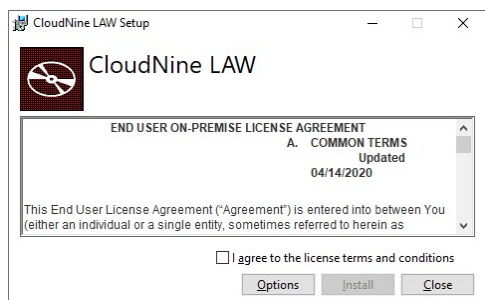 CloudNine LAW Setup
CloudNine LAW
END USER ON-PREMISE LICENSE AGREEMENT
A. COMMON TERMS
Updated
04/14/2020
This End User License Agreement (“Agreement”) is entered into between You
(either an individual or a single entity, sometimes referred to herein as
I agree to the license terms and conditions
Options Install Close